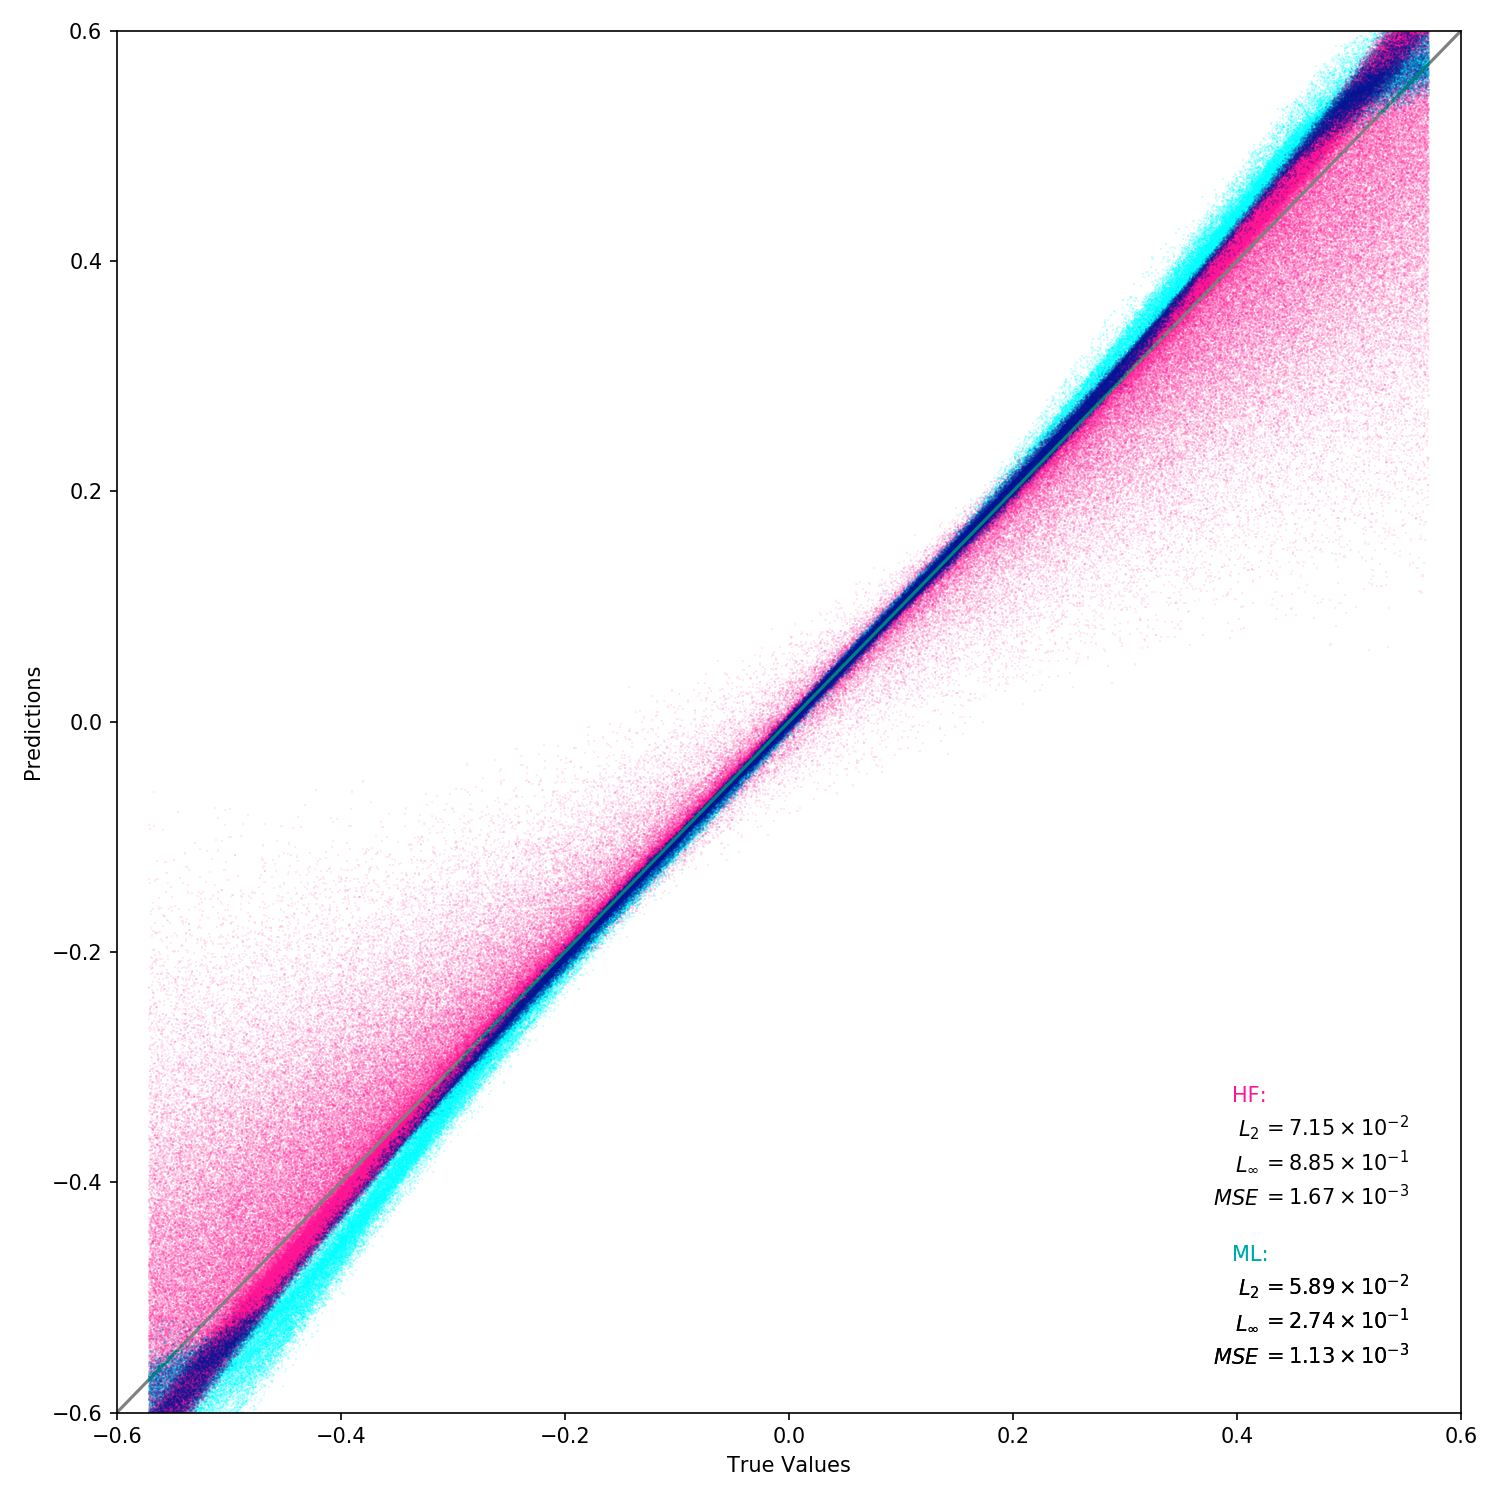 0.6
0.4
0.2
0.0
−0.2
−0.4
−0.6
Predictions
HF:
L₂ = 7.15 × 10⁻²
L∞ = 8.85 × 10⁻¹
MSE = 1.67 × 10⁻³
ML:
L₂ = 5.89 × 10⁻²
L∞ = 2.74 × 10⁻¹
MSE = 1.13 × 10⁻³
−0.6 −0.4 −0.2 0.0 0.2 0.4 0.6
True Values